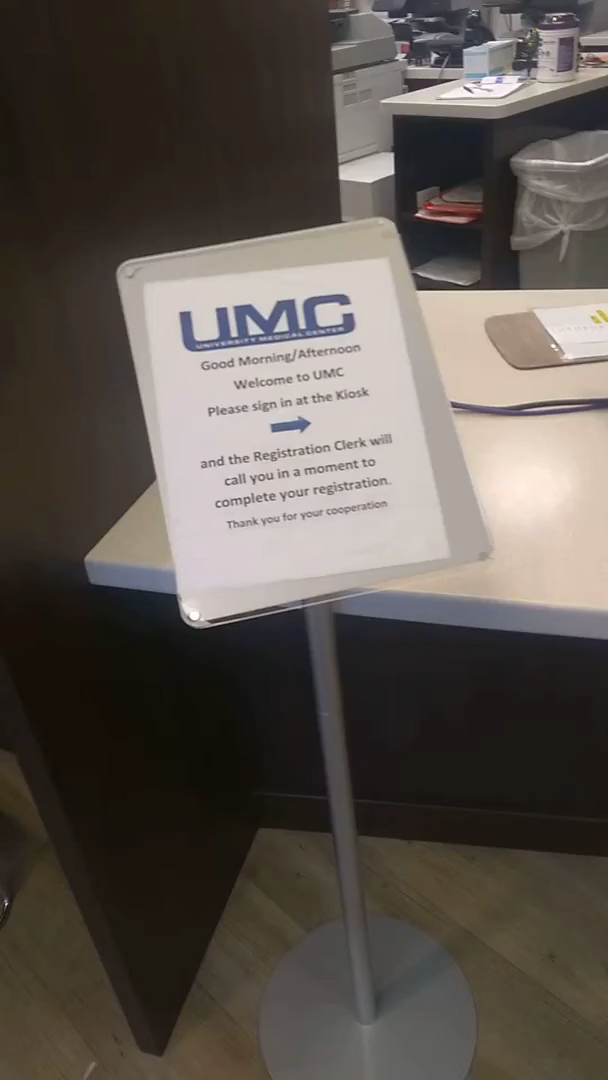 UMC
UNIVERSITY MEDICAL CENTER
Good Morning/Afternoon
Welcome to UMC
Please sign in at the Kiosk
and the Registration Clerk will
call you in a moment to
complete your registration.
Thank you for your cooperation